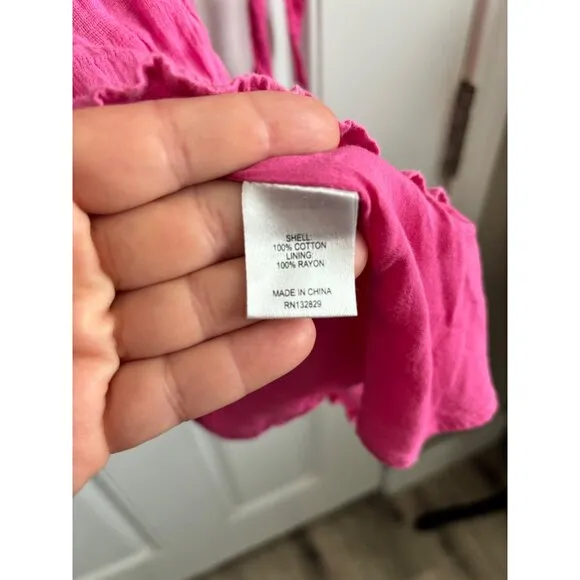 SHELL:
100% COTTON
LINING:
100% RAYON
MADE IN CHINA
RN132829